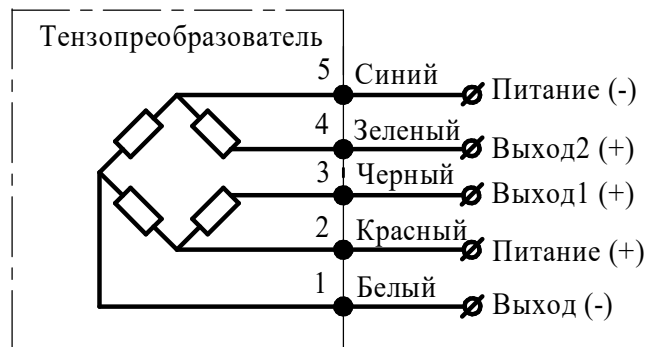 Тензопреобразователь
5 Синий Питание (-)
4 Зеленый Выход2 (+)
3 Черный Выход1 (+)
2 Красный Питание (+)
1 Белый Выход (-)